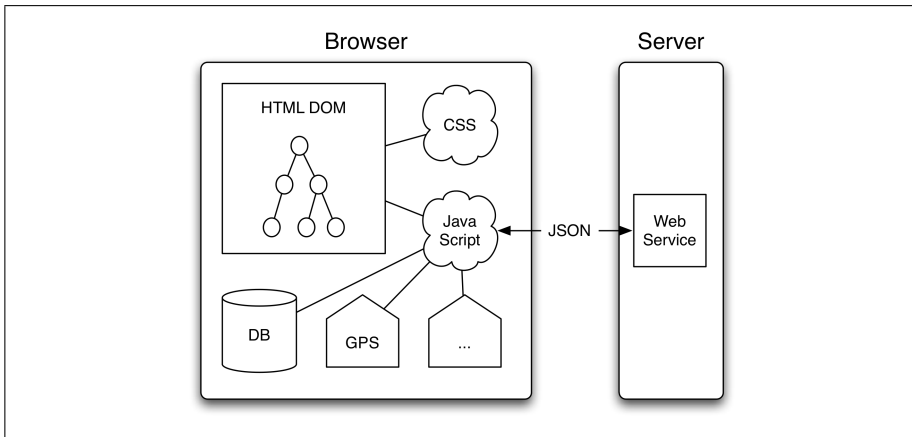 Browser
Server
HTML DOM
CSS
Java
Script
JSON
Web
Service
DB
GPS
...